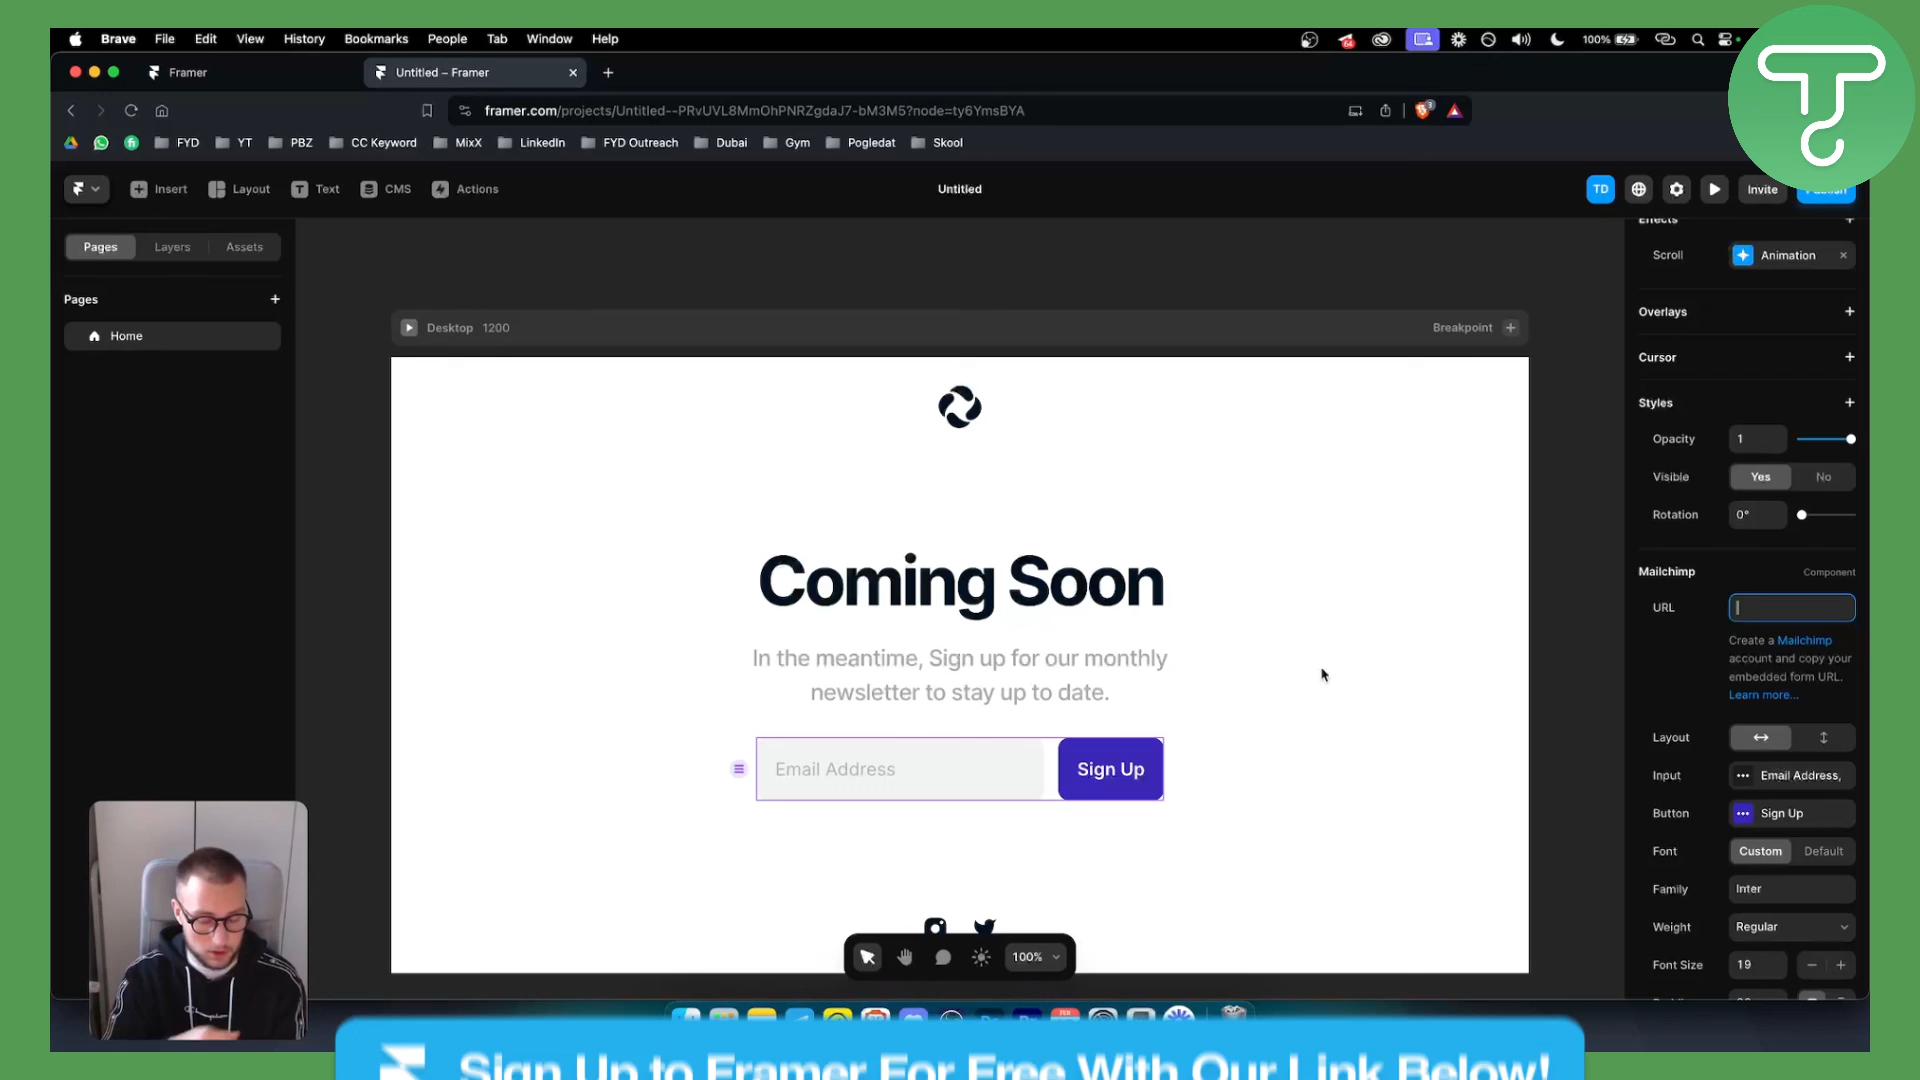 Brave File Edit View History Bookmarks People Tab Window Help 100%
Framer Untitled – Framer
framer.com/projects/Untitled--PRvUVL8MmOhPNRZgdaJ7-bM3M5?node=ty6YmsBYA 3
FYD YT PBZ CC Keyword MixX LinkedIn FYD Outreach Dubai Gym Pogledat Skool
Insert Layout Text CMS Actions Untitled TD Invite Publish
Pages Layers Assets
Effects
Scroll Animation
Pages
Home
Overlays
Desktop 1200 Breakpoint
Cursor
Styles
Opacity 1
Visible Yes No
Rotation 0°
Mailchimp Component
URL
Create a Mailchimp
account and copy your
embedded form URL.
Learn more...
Coming Soon
In the meantime, Sign up for our monthly
newsletter to stay up to date.
Email Address Sign Up
Layout
Input Email Address,
Button Sign Up
Font Custom Default
Family Inter
Weight Regular
Font Size 19
100%
Sign Up to Framer For Free With Our Link Below!